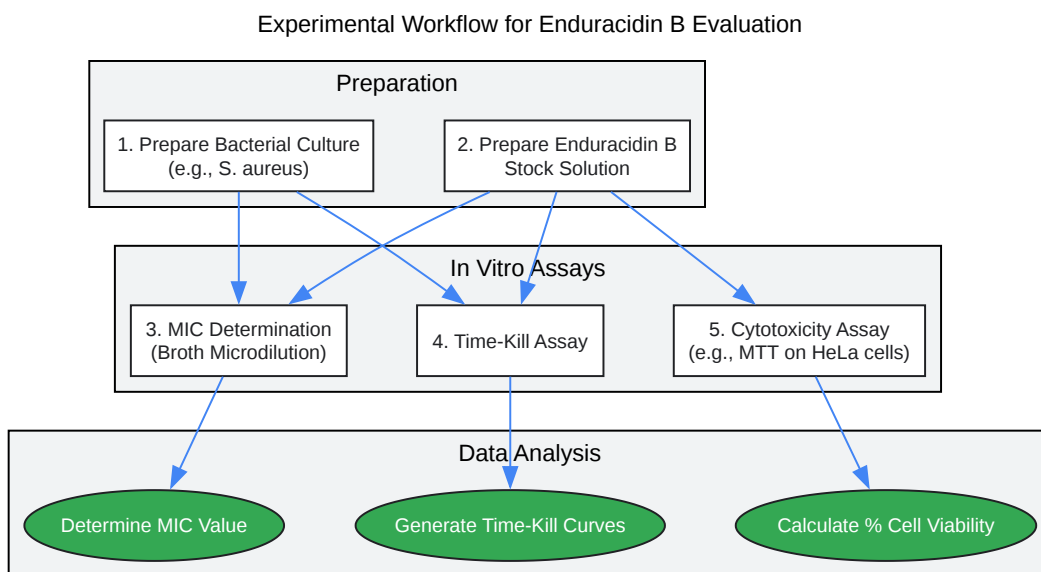 Experimental Workflow for Enduracidin B Evaluation
Preparation
1. Prepare Bacterial Culture
(e.g., S. aureus)
2. Prepare Enduracidin B
Stock Solution
In Vitro Assays
3. MIC Determination
(Broth Microdilution)
4. Time-Kill Assay
5. Cytotoxicity Assay
(e.g., MTT on HeLa cells)
Data Analysis
Determine MIC Value
Generate Time-Kill Curves
Calculate % Cell Viability